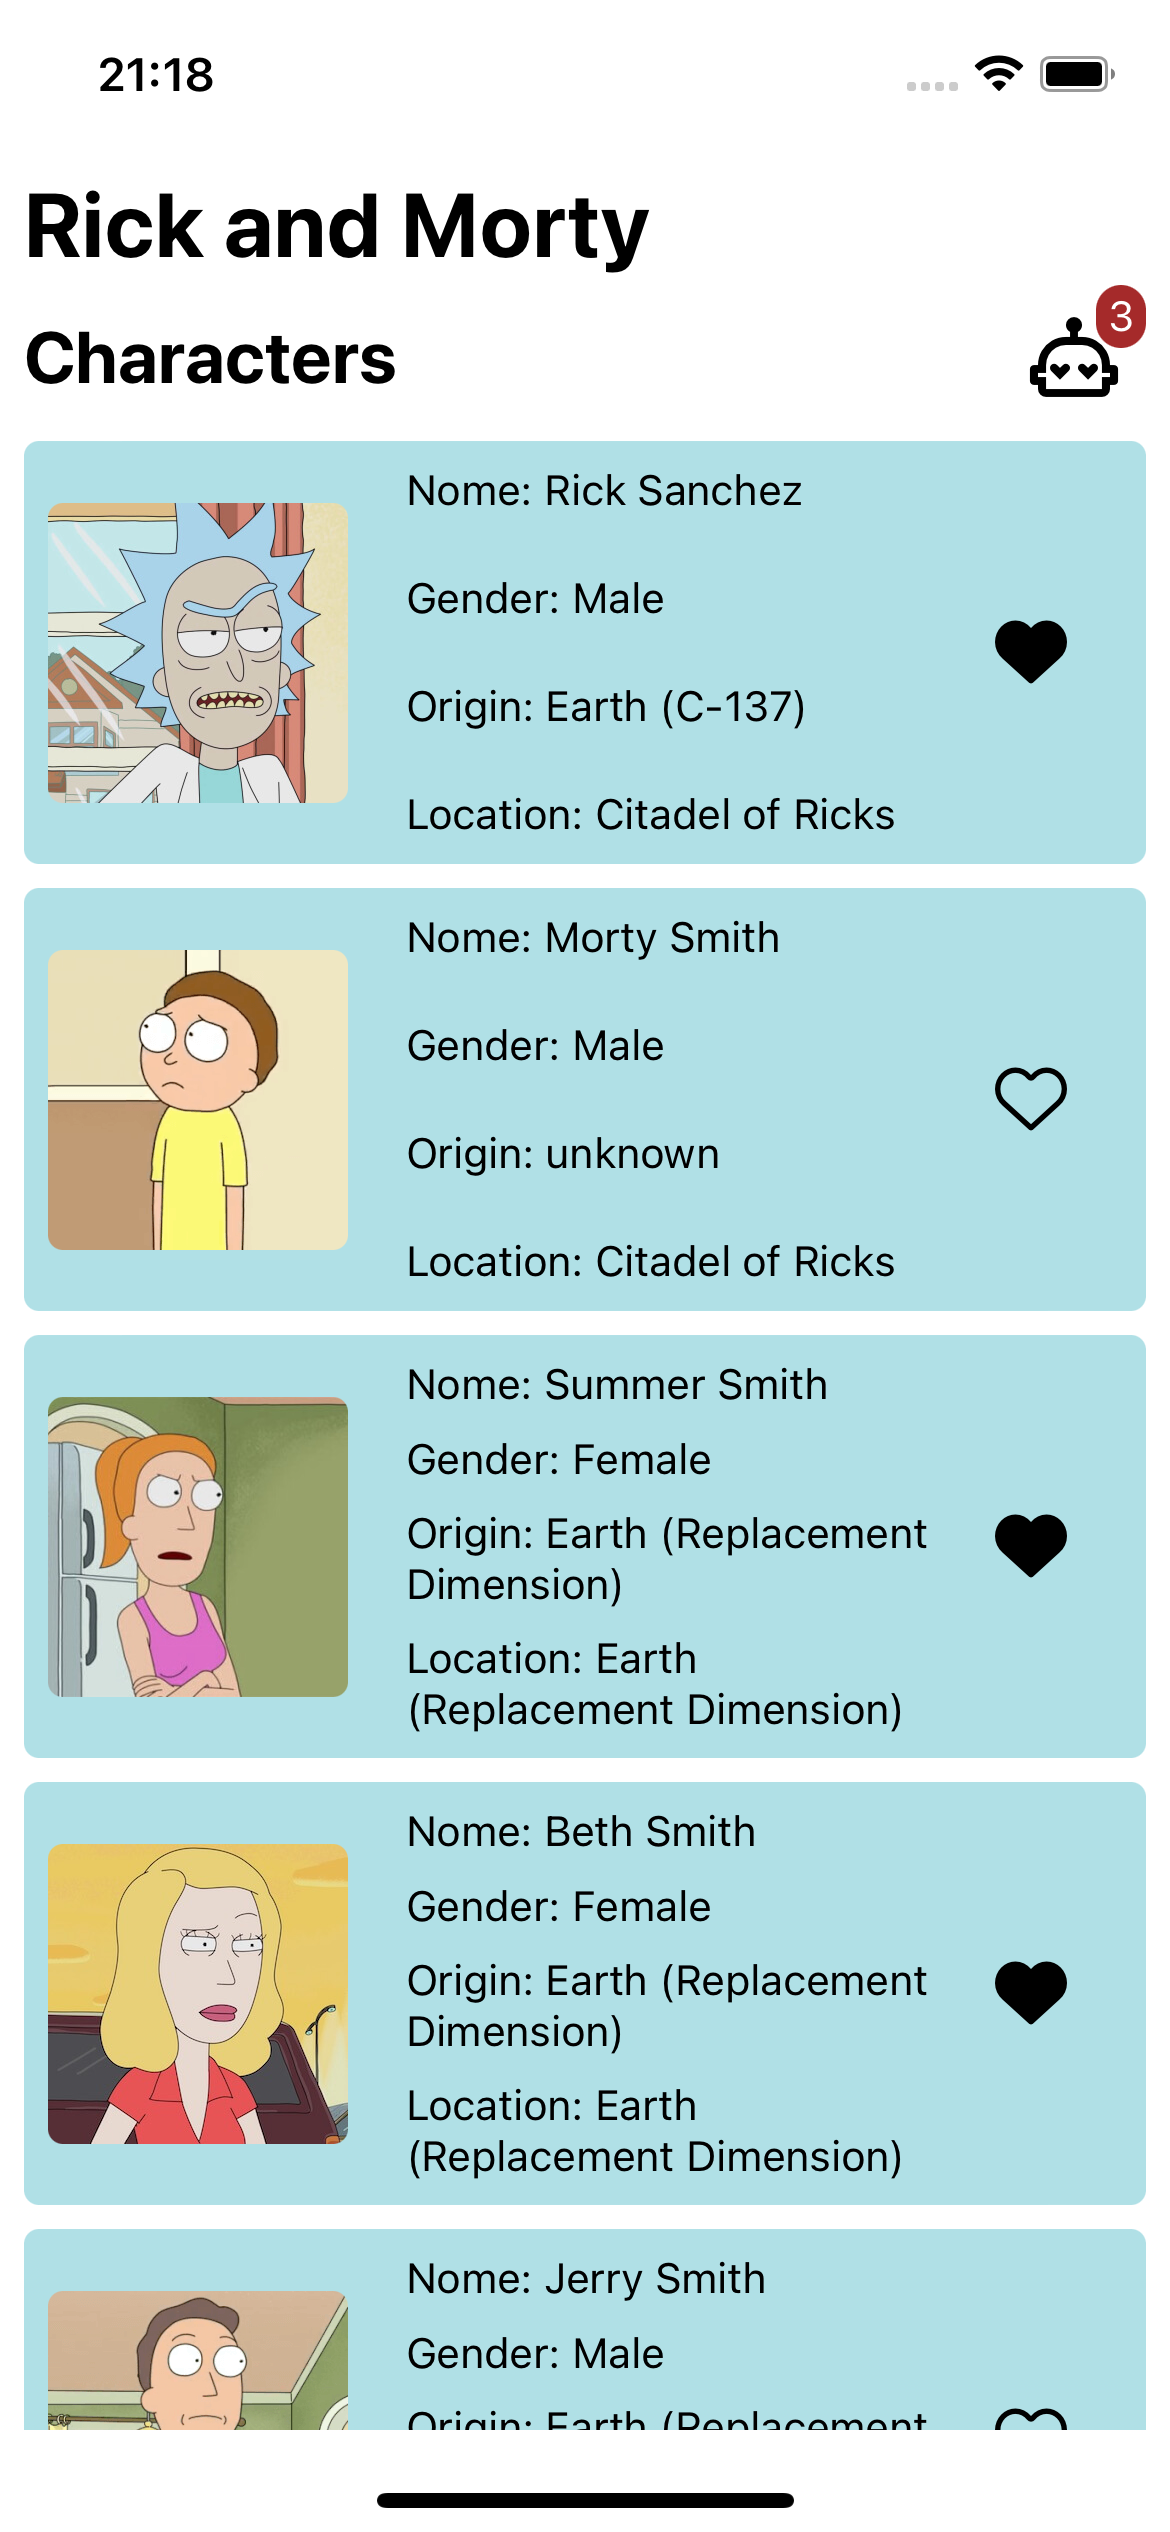 21:18
Rick and Morty
3
Characters
Nome: Rick Sanchez
Gender: Male
Origin: Earth (C-137)
Location: Citadel of Ricks
Nome: Morty Smith
Gender: Male
Origin: unknown
Location: Citadel of Ricks
Nome: Summer Smith
Gender: Female
Origin: Earth (Replacement
Dimension)
Location: Earth
(Replacement Dimension)
Nome: Beth Smith
Gender: Female
Origin: Earth (Replacement
Dimension)
Location: Earth
(Replacement Dimension)
Nome: Jerry Smith
Gender: Male
Origin: Earth (Replacement